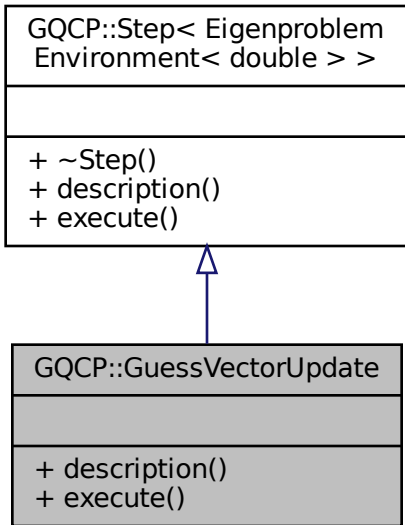 GQCP::Step< Eigenproblem
Environment< double > >
+ ~Step()
+ description()
+ execute()
GQCP::GuessVectorUpdate
+ description()
+ execute()